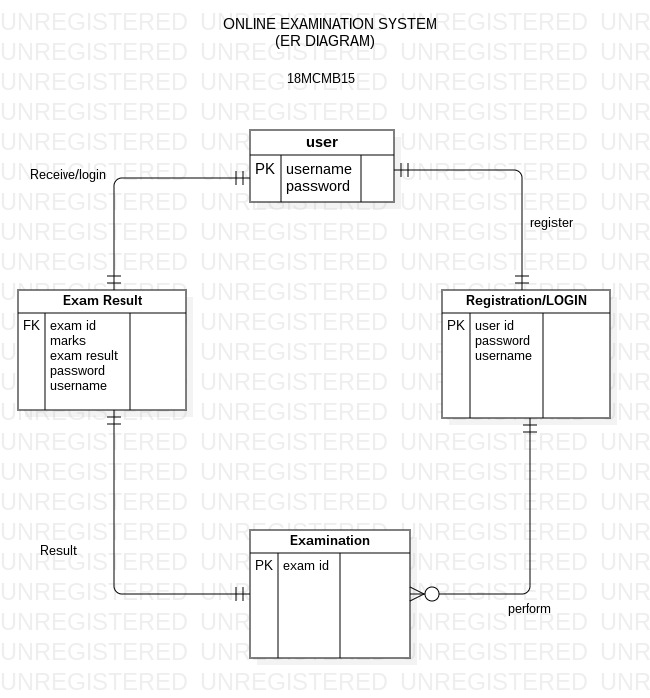 ONLINE EXAMINATION SYSTEM
(ER DIAGRAM)
18MCMB15
user
PK username
password
Receive/login
register
Exam Result
FK exam id
marks
exam result
password
username
Registration/LOGIN
PK user id
password
username
Result
Examination
PK exam id
perform
UNREGISTERED